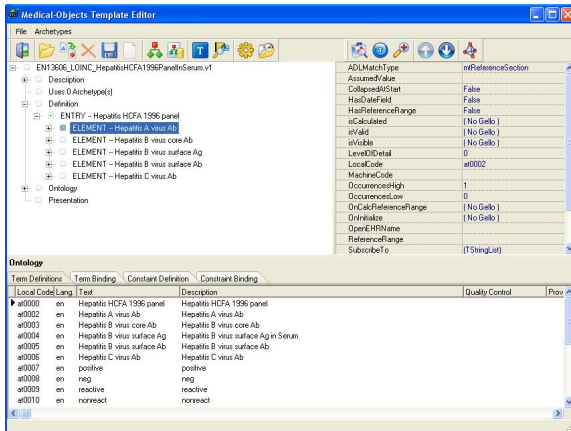 Medical-Objects Template Editor
File Archetypes
EN13606_LOINC_HepatitisHCFA1996PanelInSerum.v1
Description
Uses 0 Archetype(s)
Definition
ENTRY -- Hepatitis HCFA 1996 panel
ELEMENT -- Hepatitis A virus Ab
ELEMENT -- Hepatitis B virus core Ab
ELEMENT -- Hepatitis B virus surface Ag
ELEMENT -- Hepatitis B virus surface Ab
ELEMENT -- Hepatitis C virus Ab
Ontology
Presentation
ADLMatchType mtReferenceSection
AssumedValue
CollapsedAtStart False
HasDateField False
HasReferenceRange False
isCalculated ( No Gello )
isValid ( No Gello )
isVisible ( No Gello )
LevelOfDetail 0
LocalCode at0002
MachineCode
OccurrencesHigh 1
OccurrencesLow 0
OnCalcReferenceRange ( No Gello )
OnInitialize ( No Gello )
OpenEHRName
ReferenceRange
SubscribeTo (TStringList)
Ontology
Term Definitions Term Binding Constaint Definition Constraint Binding
Local Code Lang. Text Description Quality Control Prov
at0000 en Hepatitis HCFA 1996 panel Hepatitis HCFA 1996 panel
at0002 en Hepatitis A virus Ab Hepatitis A virus Ab
at0003 en Hepatitis B virus core Ab Hepatitis B virus core Ab
at0004 en Hepatitis B virus surface Ag Hepatitis B virus surface Ag in Serum
at0005 en Hepatitis B virus surface Ab Hepatitis B virus surface Ab
at0006 en Hepatitis C virus Ab Hepatitis C virus Ab
at0007 en positive positive
at0008 en neg neg
at0009 en reactive reactive
at0010 en nonreact nonreact